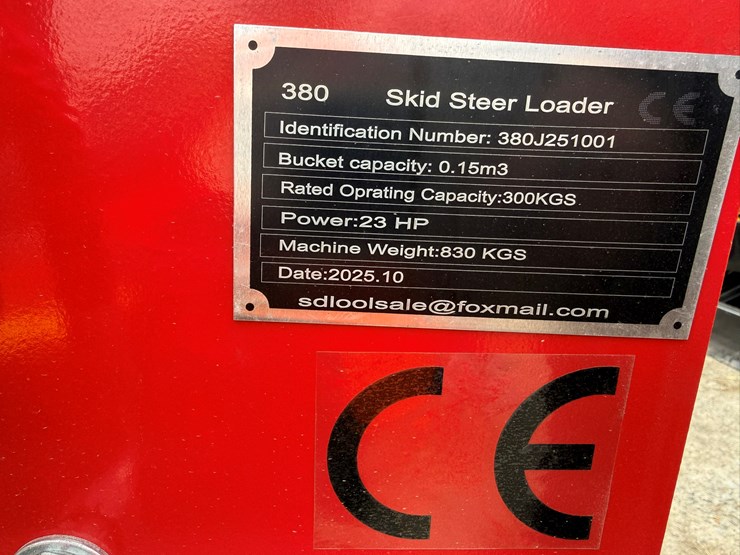 380 Skid Steer Loader CE
Identification Number: 380J251001
Bucket capacity: 0.15m3
Rated Oprating Capacity:300KGS
Power:23 HP
Machine Weight:830 KGS
Date:2025.10
sdloolsale@foxmail.com
CE